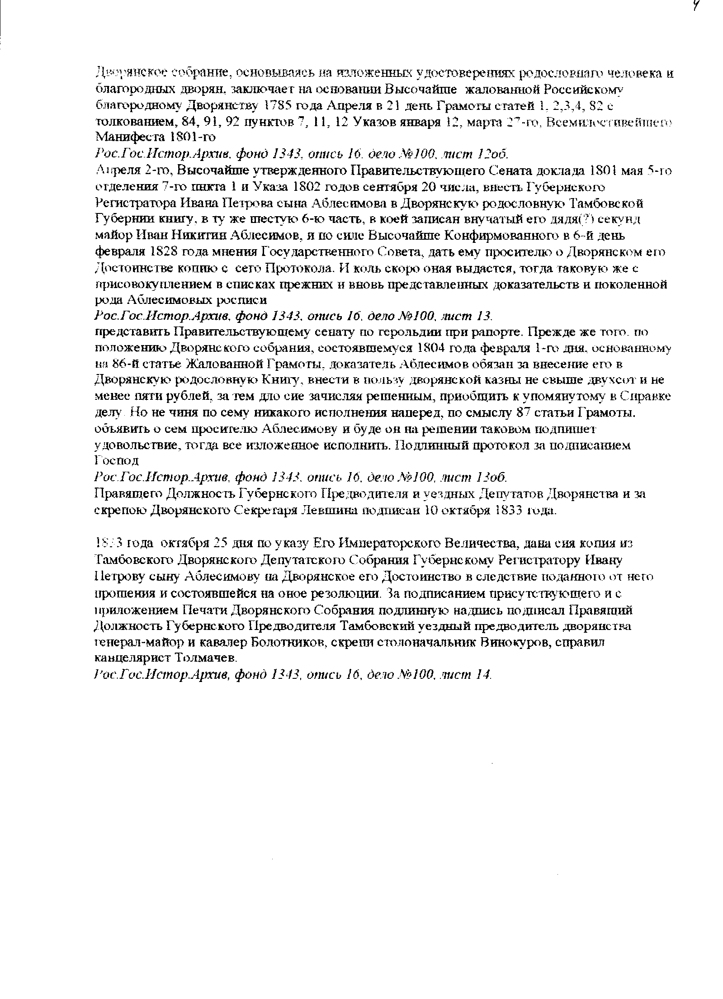 4
Дворянское собрание, основываясь на изложенных удостоверениях родословнаго человека и
благородных дворян, заключает на основании Высочайше жалованной Российскому
благородному Дворянству 1785 года Апреля в 21 день Грамоты статей 1, 2,3,4, 82 с
толкованием, 84, 91, 92 пунктов 7, 11, 12 Указов января 12, марта 27-го, Всемилостивейшего
Манифеста 1801-го
Рос.Гос.Истор.Архив, фонд 1343, опись 16, дело №100, лист 12об.
Апреля 2-го, Высочайше утвержденного Правительствующего Сената доклада 1801 мая 5-го
отделения 7-го пнкта 1 и Указа 1802 годов сентября 20 числа, внесть Губернского
Регистратора Ивана Петрова сына Аблесимова в Дворянскую родословную Тамбовской
Губернии книгу, в ту же шестую 6-ю часть, в коей записан внучатый его дядя(?) секунд
майор Иван Никитин Аблесимов, и по силе Высочайше Конфирмованного в 6-й день
февраля 1828 года мнения Государственного Совета, дать ему просителю о Дворянском его
Достоинстве копию с сего Протокола. И коль скоро оная выдастся, тогда таковую же с
присовокуплением в списках прежних и вновь представленных доказательств и поколенной
рода Аблесимовых росписи
Рос.Гос.Истор.Архив, фонд 1343, опись 16, дело №100, лист 13.
представить Правительствующему сенату по герольдии при рапорте. Прежде же того, по
положению Дворянского собрания, состоявшемуся 1804 года февраля 1-го дня, основанному
на 86-й статье Жалованной Грамоты, доказатель Аблесимов обязан за внесение его в
Дворянскую родословную Книгу, внести в пользу дворянской казны не свыше двухсот и не
менее пяти рублей, за тем дло сие зачисляя решенным, приобщить к упомянутому в Справке
делу. Но не чиня по сему никакого исполнения наперед, по смыслу 87 статьи Грамоты,
объявить о сем просителю Аблесимову и буде он на решении таковом подпишет
удовольствие, тогда все изложенное исполнить. Подлинный протокол за подписанием
Господ
Рос.Гос.Истор.Архив, фонд 1343, опись 16, дело №100, лист 13об.
Правящего Должность Губернского Предводителя и уездных Депутатов Дворянства и за
скрепою Дворянского Секретаря Левшина подписан 10 октября 1833 года.
1833 года октября 25 дня по указу Его Императорского Величества, дана сия копия из
Тамбовского Дворянского Депутатского Собрания Губернскому Регистратору Ивану
Петрову сыну Аблесимову на Дворянское его Достоинство в следствие поданного от него
прошения и состоявшейся на оное резолюции. За подписанием присутствующего и с
приложением Печати Дворянского Собрания подлинную надпись подписал Правящий
Должность Губернского Предводителя Тамбовский уездный предводитель дворянства
генерал-майор и кавалер Болотников, скрепи столоначальник Винокуров, справил
канцелярист Толмачев.
Рос.Гос.Истор.Архив, фонд 1343, опись 16, дело №100, лист 14.